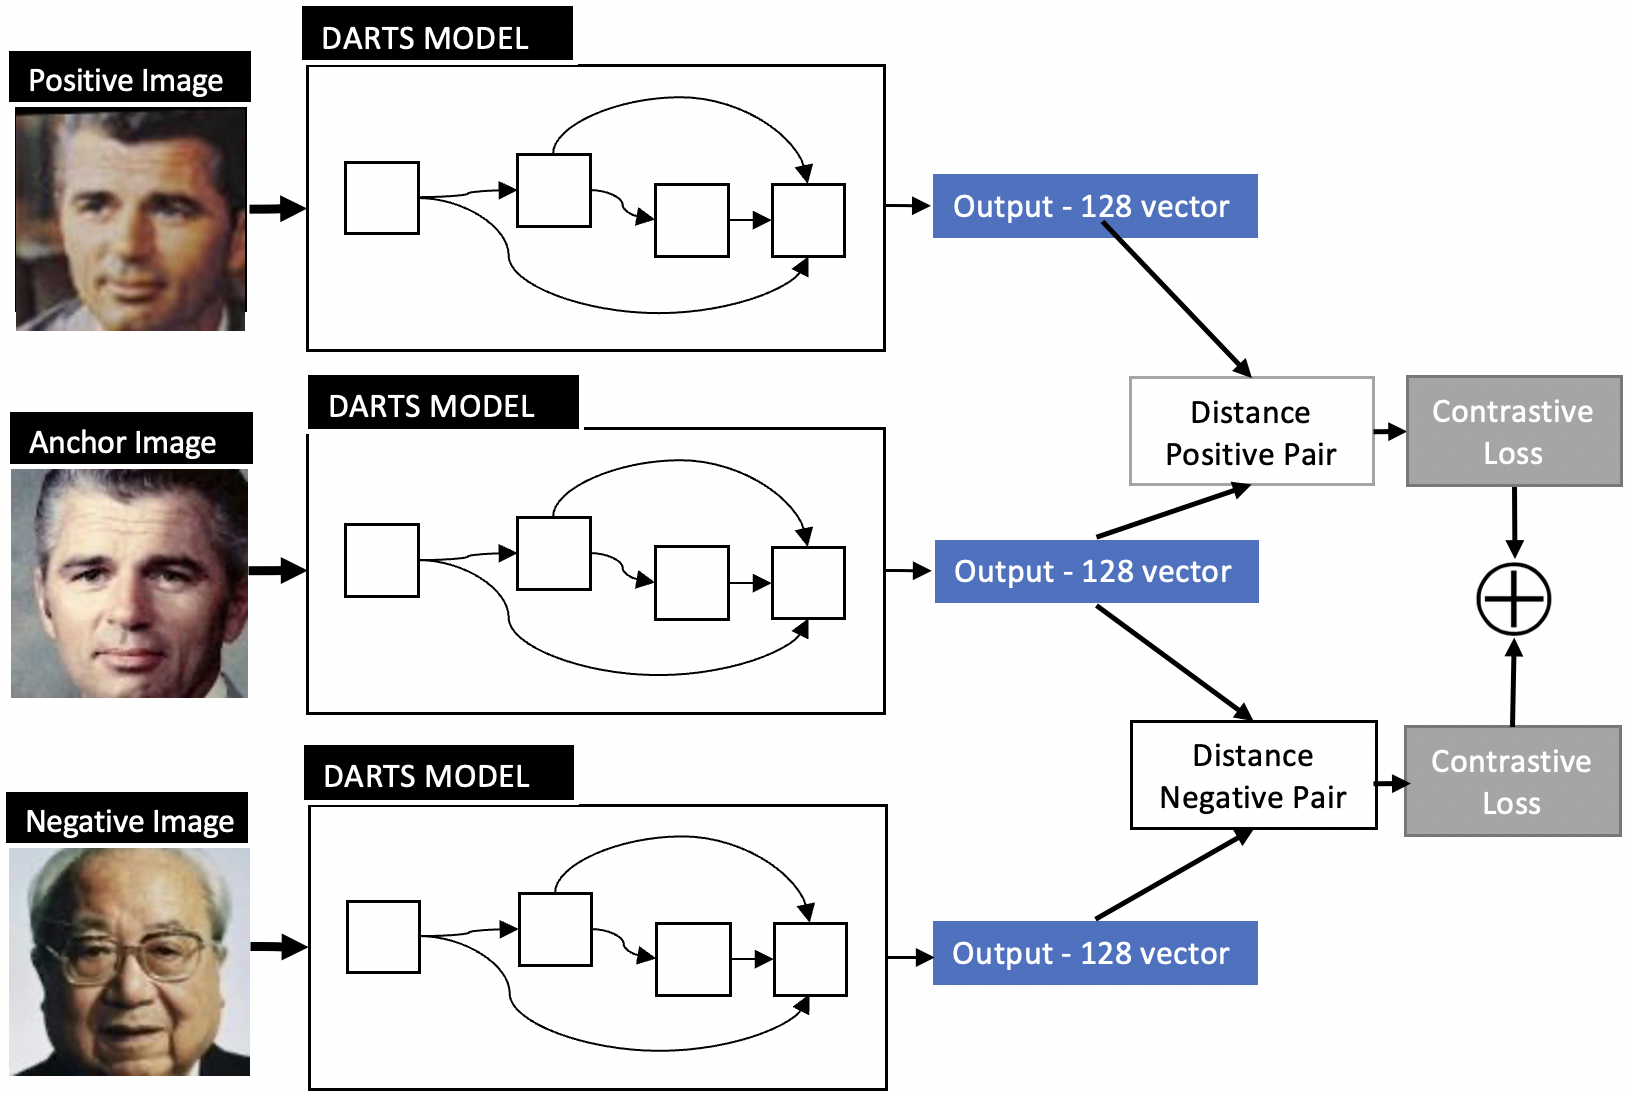 DARTS MODEL
Positive Image
Output - 128 vector
DARTS MODEL
Anchor Image
Distance
Positive Pair
Contrastive
Loss
Output - 128 vector
DARTS MODEL
Negative Image
Distance
Negative Pair
Contrastive
Loss
Output - 128 vector